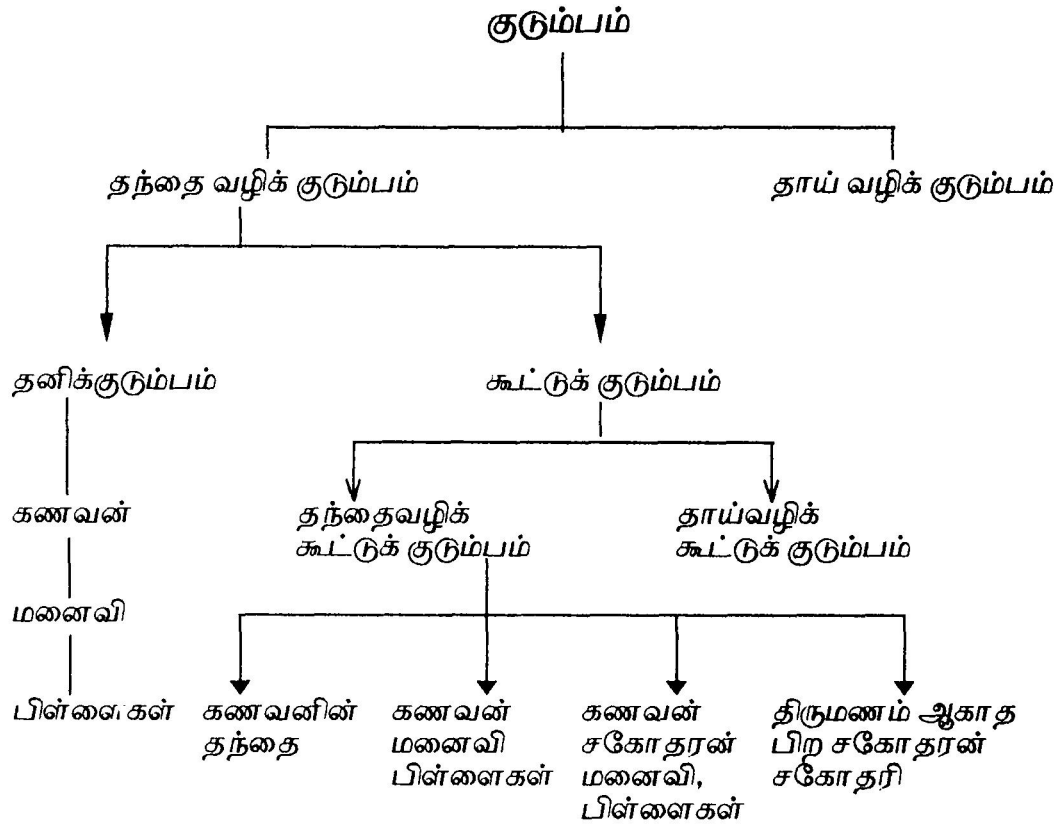 குடும்பம்
தந்தை வழிக் குடும்பம்
தாய் வழிக் குடும்பம்
தனிக்குடும்பம்
கூட்டுக் குடும்பம்
கணவன்
மனைவி
பிள்ளைகள்
தந்தைவழிக்
கூட்டுக் குடும்பம்
தாய்வழிக்
கூட்டுக் குடும்பம்
கணவனின்
தந்தை
கணவன்
மனைவி
பிள்ளைகள்
கணவன்
சகோதரன்
மனைவி,
பிள்ளைகள்
திருமணம் ஆகாத
பிற சகோதரன்
சகோதரி